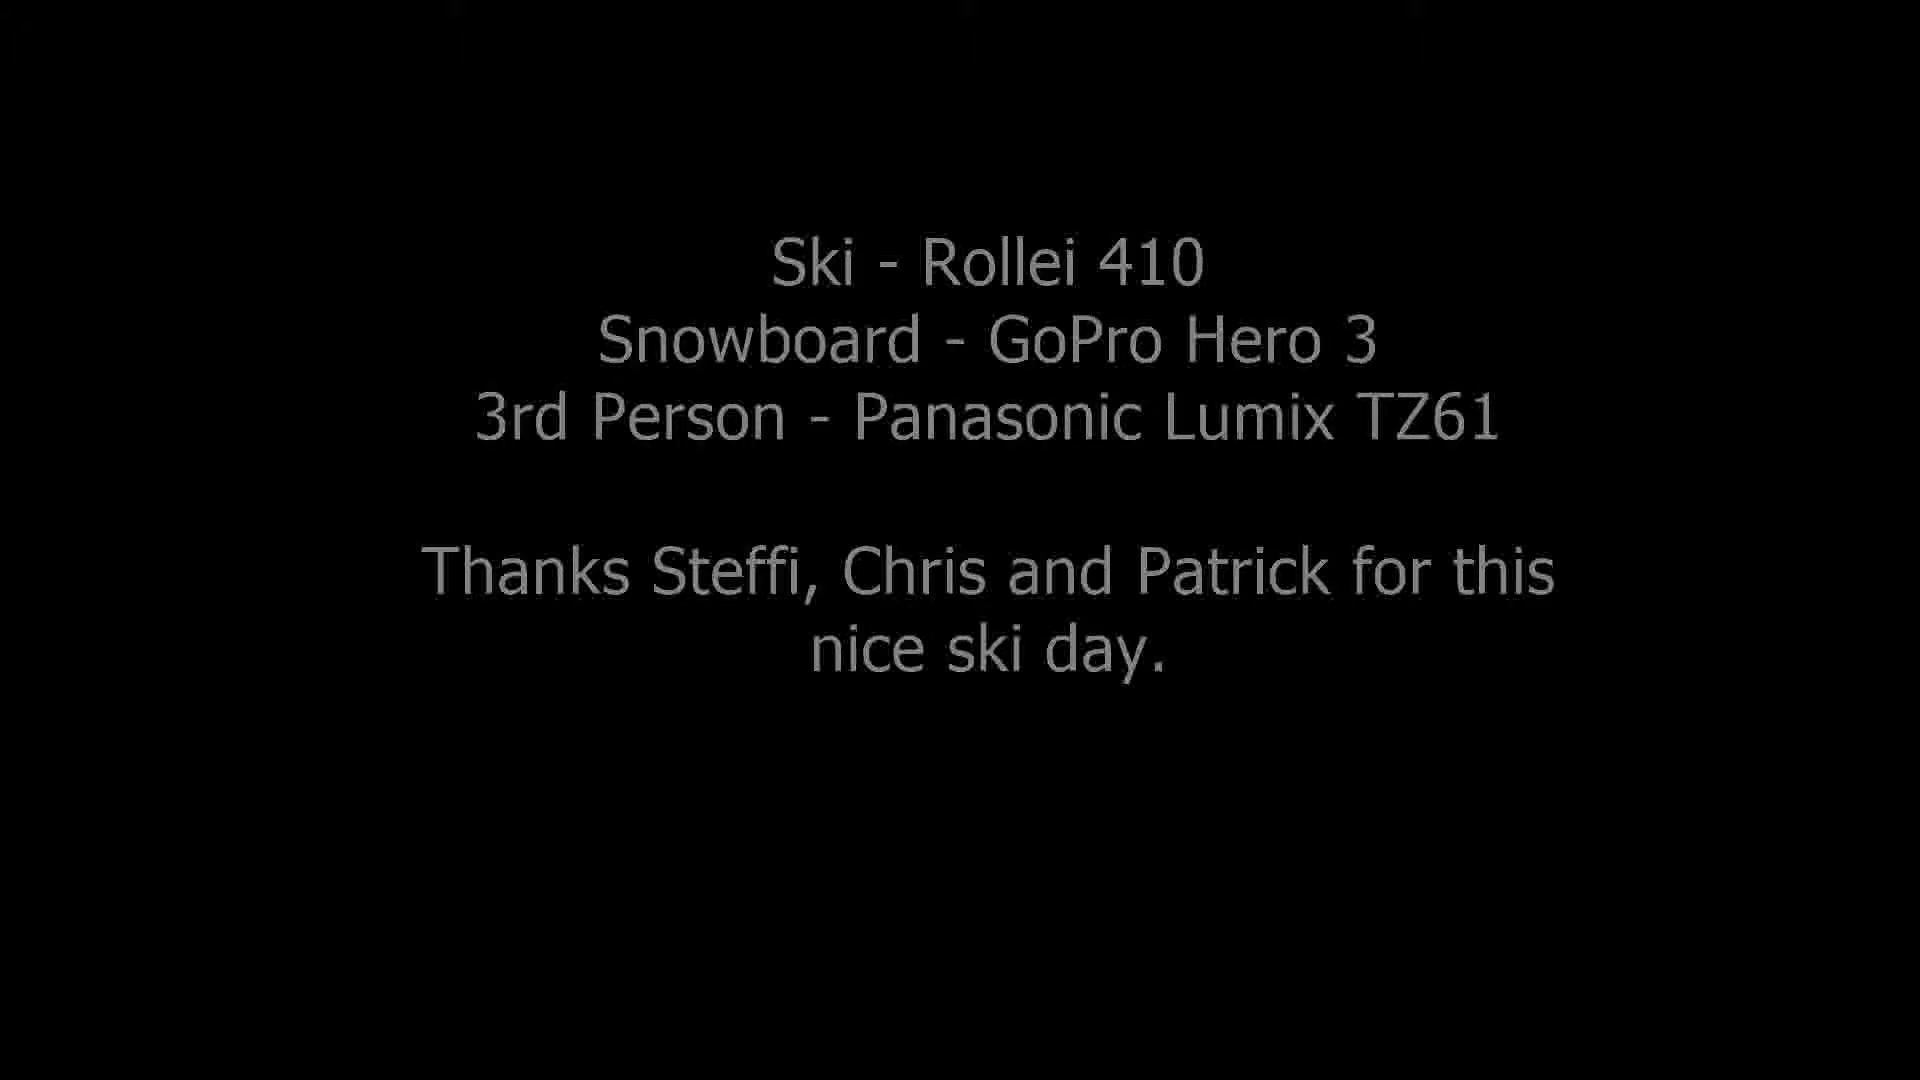 Ski - Rollei 410
Snowboard - GoPro Hero 3
3rd Person - Panasonic Lumix TZ61
Thanks Steffi, Chris and Patrick for this
nice ski day.